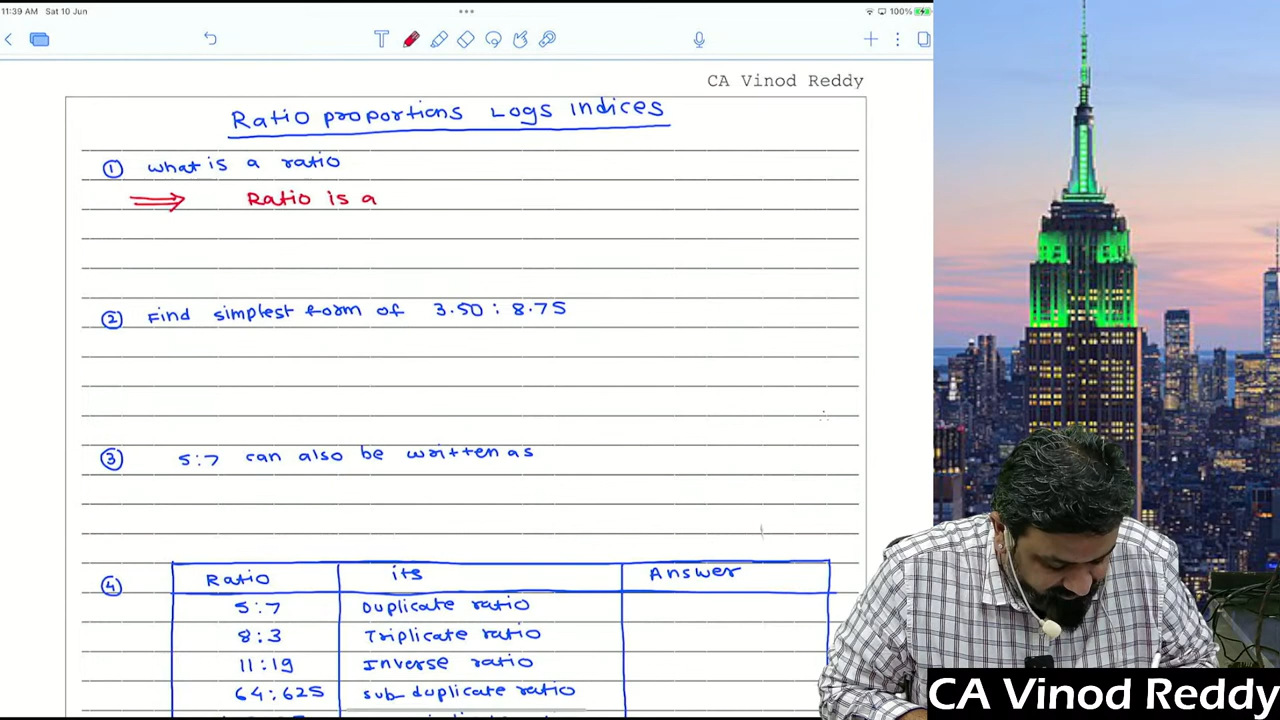 11:39 AM Sat 10 Jun
100%
CA Vinod Reddy
Ratio proportions Logs Indices
① what is a ratio
⟹ Ratio is a
② Find simplest form of 3.50 : 8.75
③ 5:7 can also be written as
④
Ratio its Answer
5:7 Duplicate ratio
8:3 Triplicate ratio
11:19 Inverse ratio
64:625 sub-duplicate ratio
CA Vinod Reddy